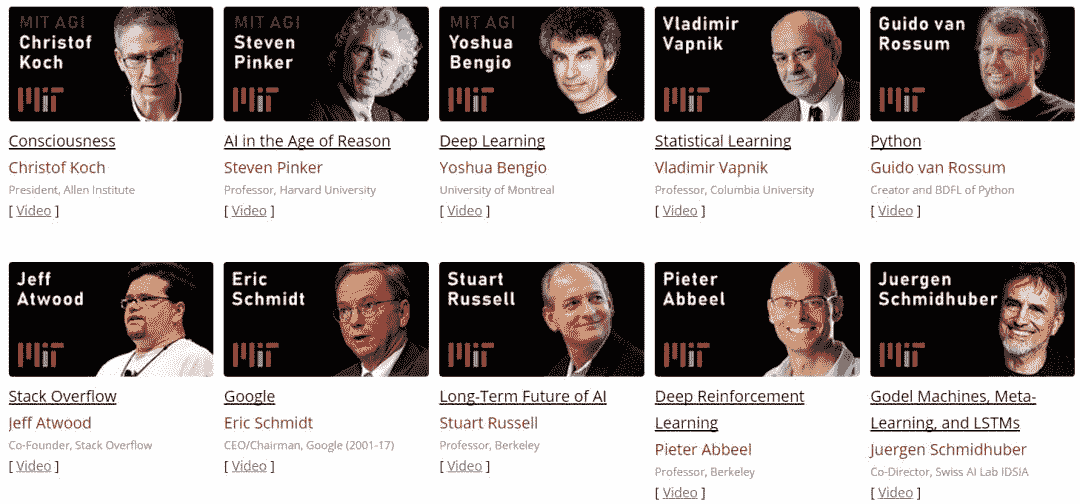 MIT AGI
Christof
Koch
MIT
Consciousness
Christof Koch
President, Allen Institute
[ Video ]
MIT AGI
Steven
Pinker
MIT
AI in the Age of Reason
Steven Pinker
Professor, Harvard University
[ Video ]
MIT AGI
Yoshua
Bengio
MIT
Deep Learning
Yoshua Bengio
University of Montreal
[ Video ]
Vladimir
Vapnik
MIT
Statistical Learning
Vladimir Vapnik
Professor, Columbia University
[ Video ]
Guido van
Rossum
MIT
Python
Guido van Rossum
Creator and BDFL of Python
[ Video ]
Jeff
Atwood
MIT
Stack Overflow
Jeff Atwood
Co-Founder, Stack Overflow
[ Video ]
Eric
Schmidt
MIT
Google
Eric Schmidt
CEO/Chairman, Google (2001-17)
[ Video ]
Stuart
Russell
MIT
Long-Term Future of AI
Stuart Russell
Professor, Berkeley
[ Video ]
Pieter
Abbeel
MIT
Deep Reinforcement
Learning
Pieter Abbeel
Professor, Berkeley
[ Video ]
Juergen
Schmidhuber
MIT
Godel Machines, Meta-
Learning, and LSTMs
Juergen Schmidhuber
Co-Director, Swiss AI Lab IDSIA
[ Video ]